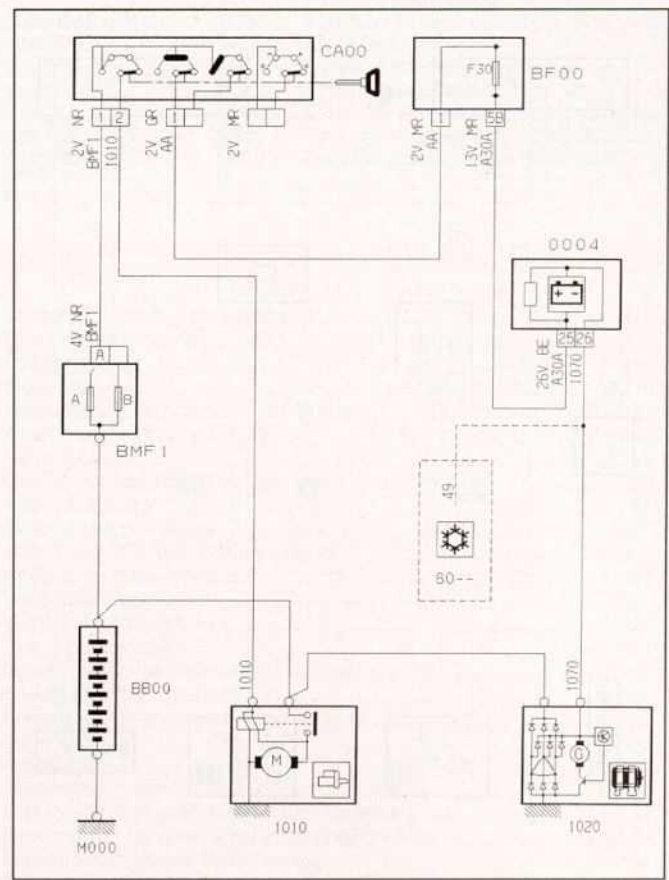 CA00
F30
BF00
1 2 1
1 5B
2V NR
BMF1
1010
2V GR
AA
2V MR
2V MR
AA
13V MR
A30A
0004
+ -
25 26
26V BE
A30A
1070
4V NR
BMF1
A
A B
BMF1
49
60--
BB00
1010
1070
M
G
M000
1010
1020